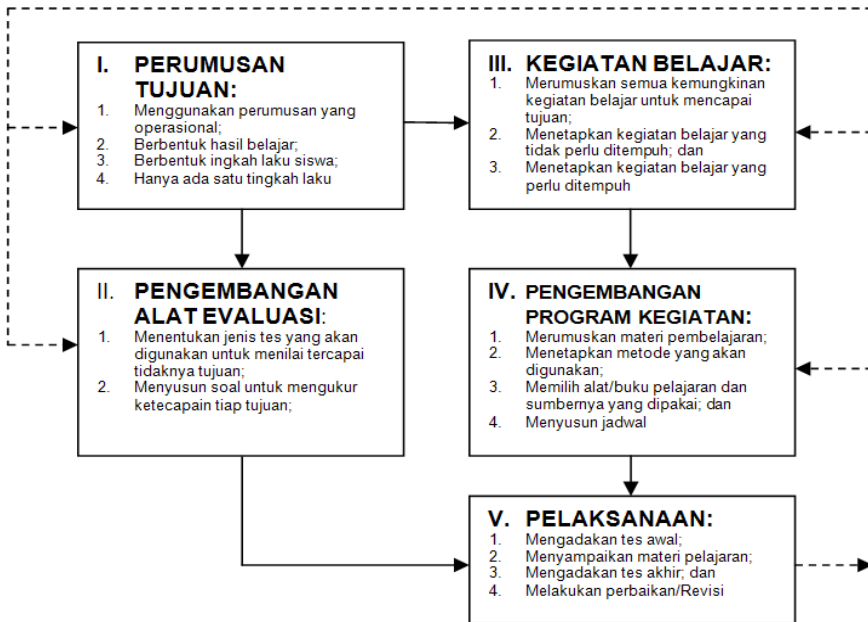 I. PERUMUSAN
TUJUAN:
1. Menggunakan perumusan yang
operasional;
2. Berbentuk hasil belajar;
3. Berbentuk ingkah laku siswa;
4. Hanya ada satu tingkah laku
II. PENGEMBANGAN
ALAT EVALUASI:
1. Menentukan jenis tes yang akan
digunakan untuk menilai tercapai
tidaknya tujuan;
2. Menyusun soal untuk mengukur
ketecapain tiap tujuan;
III. KEGIATAN BELAJAR:
1. Merumuskan semua kemungkinan
kegiatan belajar untuk mencapai
tujuan;
2. Menetapkan kegiatan belajar yang
tidak perlu ditempuh; dan
3. Menetapkan kegiatan belajar yang
perlu ditempuh
IV. PENGEMBANGAN
PROGRAM KEGIATAN:
1. Merumuskan materi pembelajaran;
2. Menetapkan metode yang akan
digunakan;
3. Memilih alat/buku pelajaran dan
sumbernya yang dipakai; dan
4. Menyusun jadwal
V. PELAKSANAAN:
1. Mengadakan tes awal;
2. Menyampaikan materi pelajaran;
3. Mengadakan tes akhir; dan
4. Melakukan perbaikan/Revisi